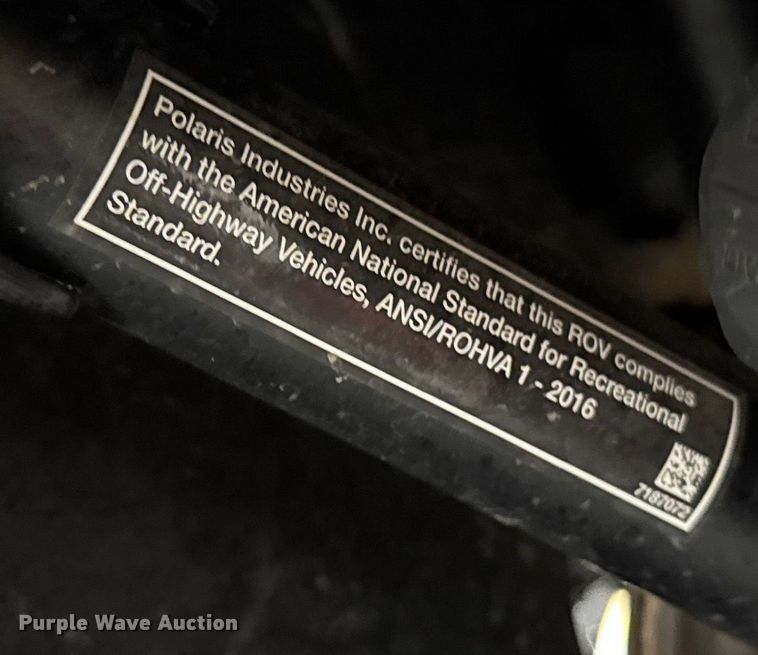 Polaris Industries Inc. certifies that this ROV complies
with the American National Standard for Recreational
Off-Highway Vehicles, ANSI/ROHVA 1 - 2016
Standard.
7187072
Purple Wave Auction